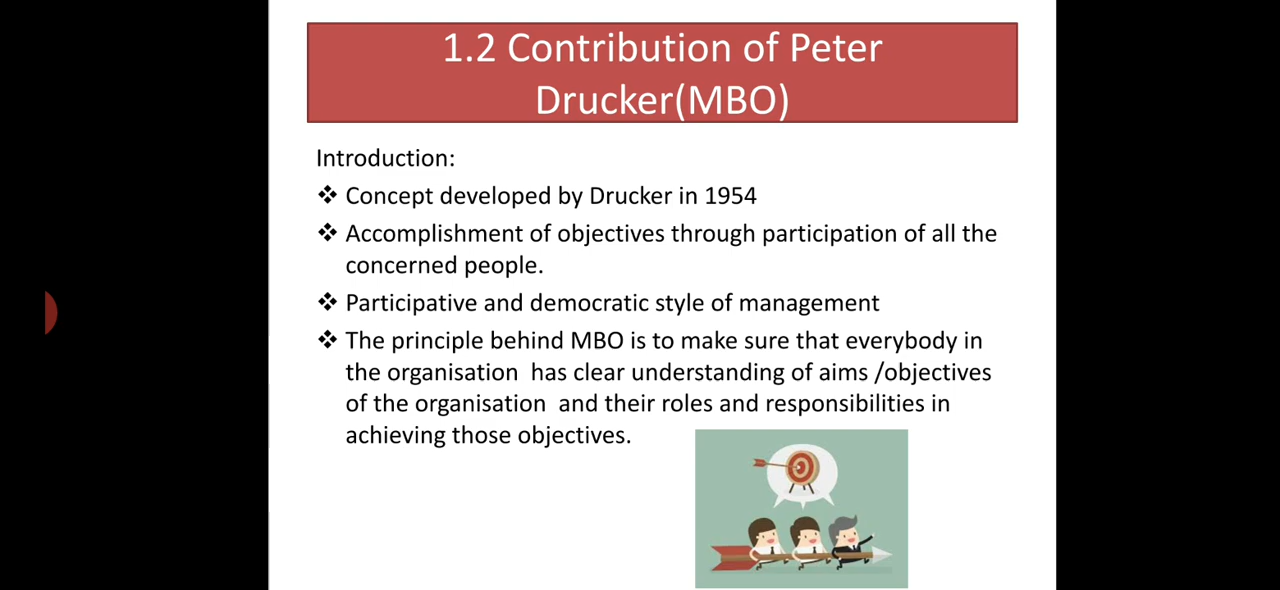 1.2 Contribution of Peter
Drucker(MBO)
Introduction:
❖ Concept developed by Drucker in 1954
❖ Accomplishment of objectives through participation of all the
concerned people.
❖ Participative and democratic style of management
❖ The principle behind MBO is to make sure that everybody in
the organisation  has clear understanding of aims /objectives
of the organisation  and their roles and responsibilities in
achieving those objectives.